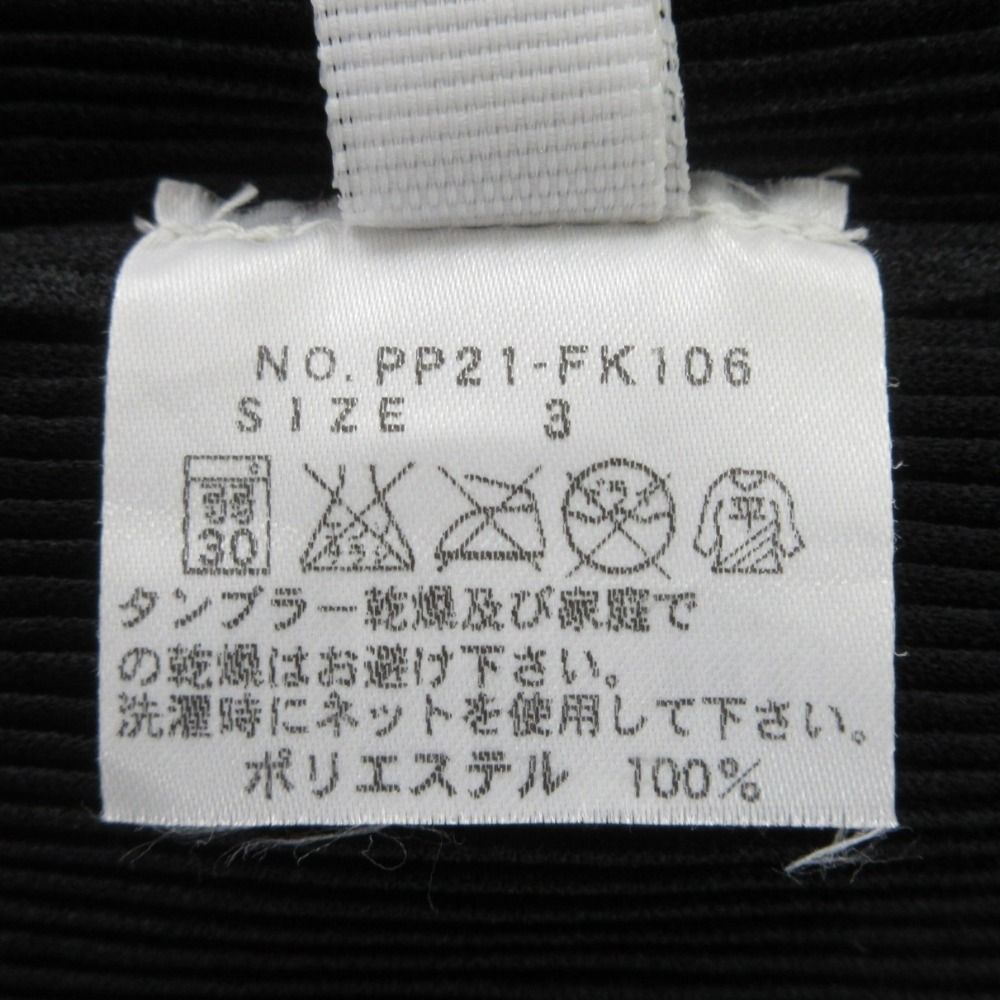 NO. PP21-FK106
SIZE 3
弱 30
タンブラー乾燥及び家庭で
の乾燥はお避け下さい。
洗濯時にネットを使用して下さい。
ポリエステル 100%